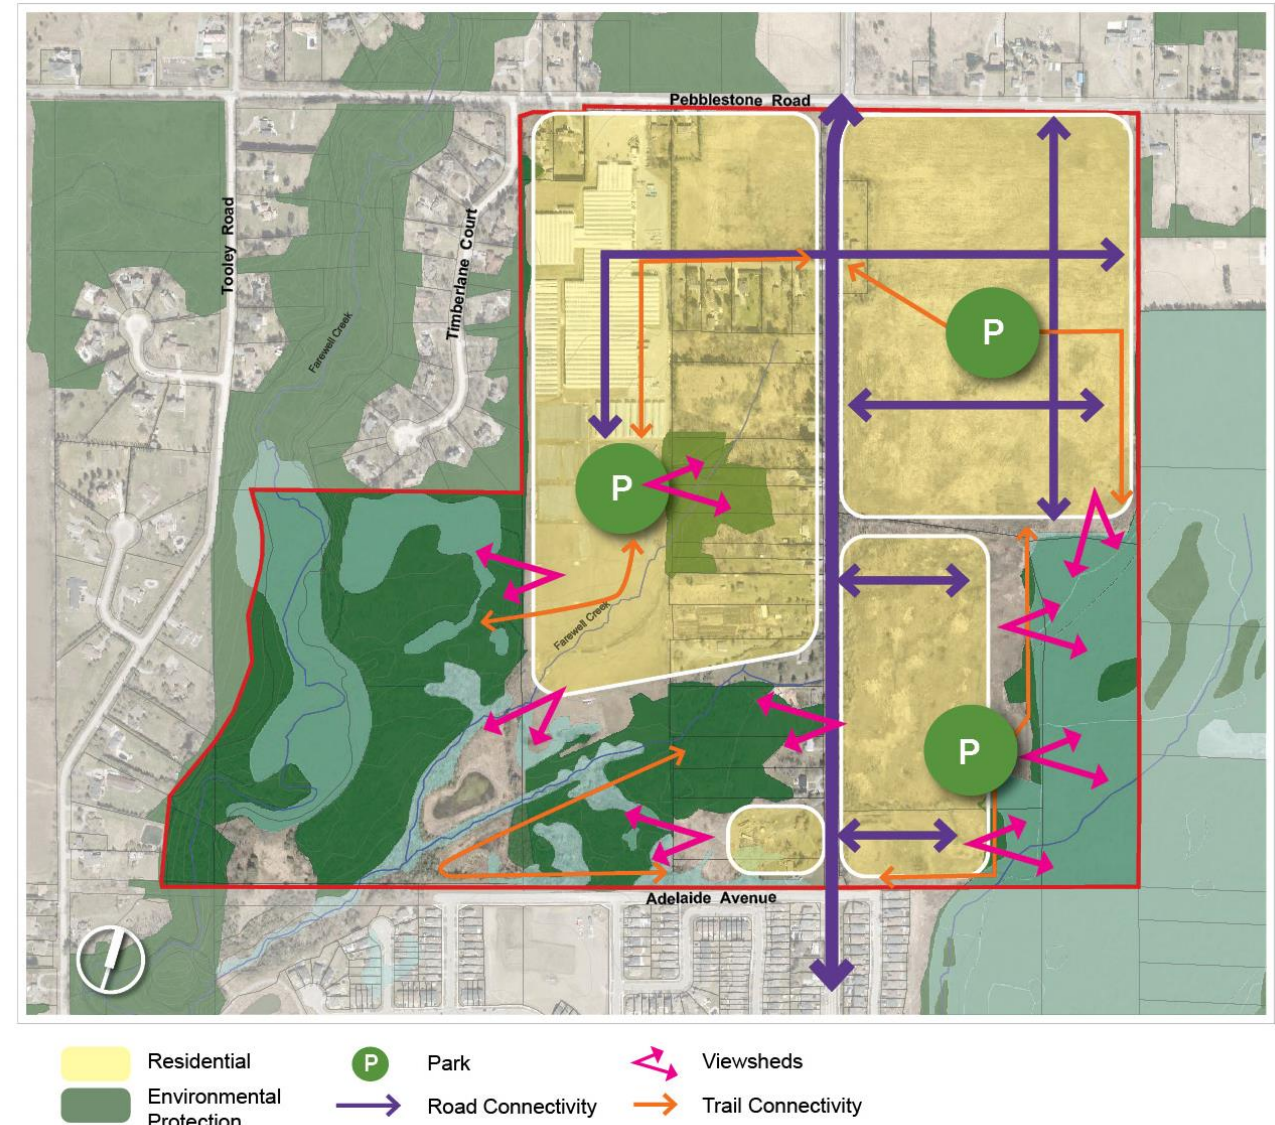 Pebblestone Road
Tooley Road
Timberlane Court
Farewell Creek
P
P
Farewell Creek
P
Adelaide Avenue
Residential
P
Park
Viewsheds
Environmental
Protection
Road Connectivity
Trail Connectivity